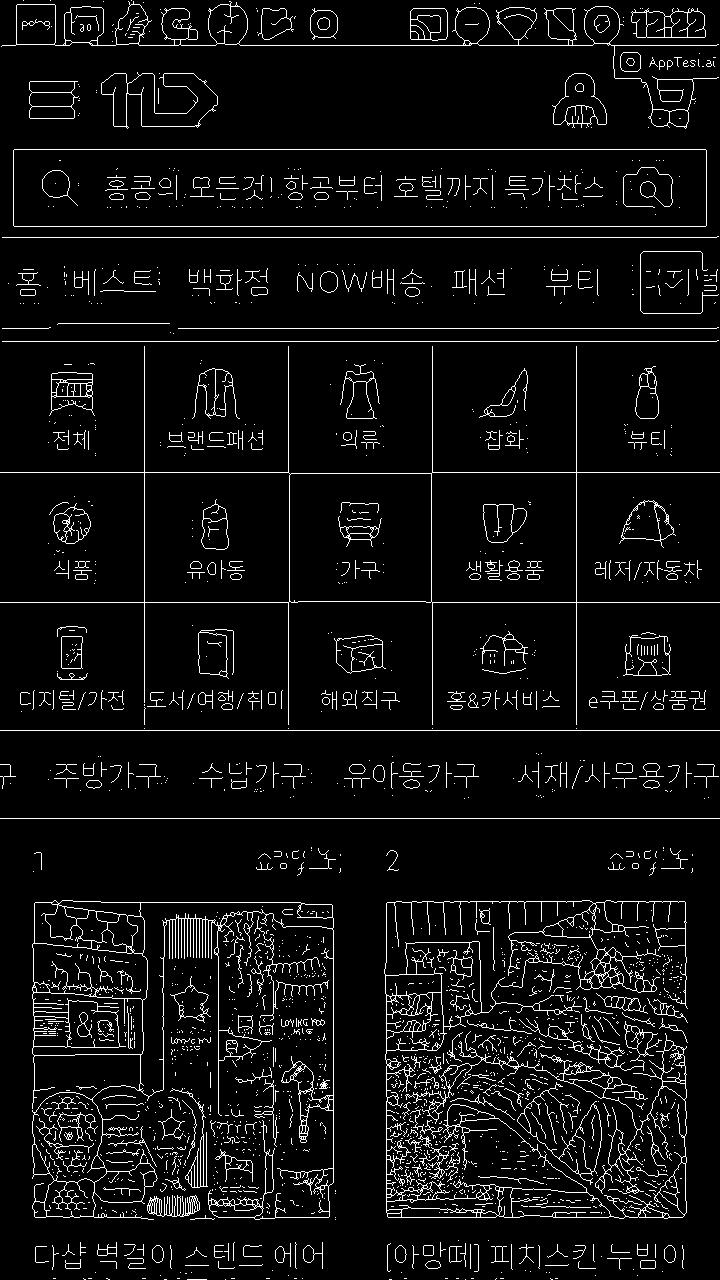 12:22
AppTest.ai
11
홍콩의 모든것! 항공부터 호텔까지 특가찬스
홈 베스트 백화점 NOW배송 패션 뷰티 디지털
전체 브랜드패션 의류 잡화 뷰티
식품 유아동 가구 생활용품 레저/자동차
디지털/가전 도서/여행/취미 해외직구 홈&카서비스 e쿠폰/상품권
주방가구 수납가구 유아동가구 서재/사무용가구
1
2
LOVING YOU
다샵 벽걸이 스텐드 에어
[아망떼] 피치스킨 누빔이